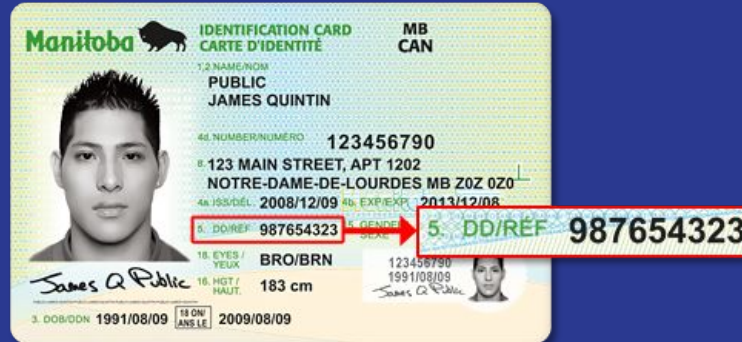 Manitoba
IDENTIFICATION CARD
CARTE D'IDENTITÉ
MB
CAN
1,2 NAME/NOM
PUBLIC
JAMES QUINTIN
4d. NUMBER/NUMÉRO 123456790
8. 123 MAIN STREET, APT 1202
NOTRE-DAME-DE-LOURDES MB Z0Z 0Z0
4a. ISS/DÉL. 2008/12/09 4b. EXP/EXP. 2013/12/08
5. DD/RÉF 987654323
5. DD/RÉF 987654323
18. EYES / YEUX BRO/BRN
16. HGT / HAUT. 183 cm
123456790
1991/08/09
James Q Public
James Q Public
3. DOB/DDN 1991/08/09 18 ON/ ANS LE 2009/08/09